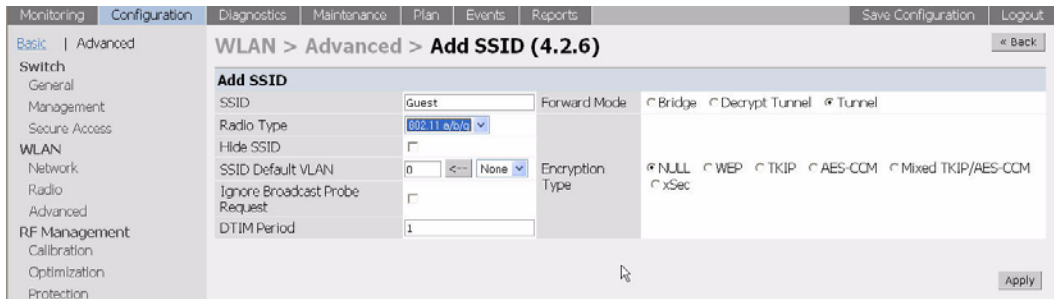 Monitoring Configuration Diagnostics Maintenance Plan Events Reports Save Configuration Logout
Basic | Advanced
WLAN > Advanced > Add SSID (4.2.6)
« Back
Switch
General
Management
Secure Access
WLAN
Network
Radio
Advanced
RF Management
Calibration
Optimization
Protection
Add SSID
SSID Guest Forward Mode Bridge Decrypt Tunnel Tunnel
Radio Type 802.11 a/b/g
Hide SSID
SSID Default VLAN 0 <-- None
Encryption Type NULL WEP TKIP AES-CCM Mixed TKIP/AES-CCM
xSec
Ignore Broadcast Probe
Request
DTIM Period 1
Apply